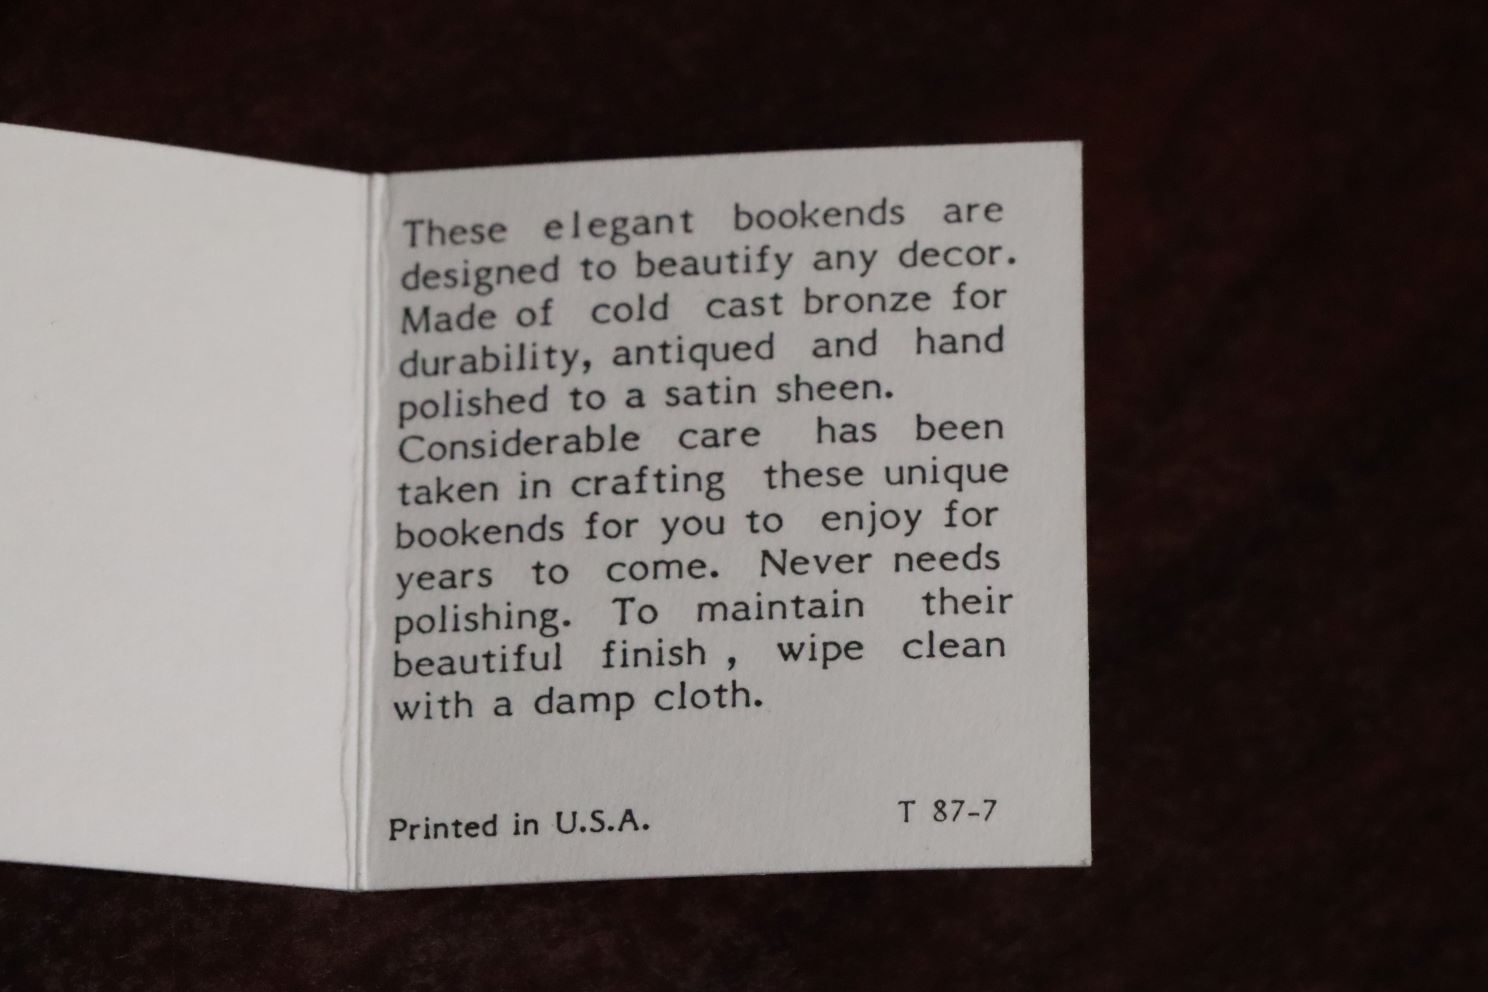 These elegant bookends are
designed to beautify any decor.
Made of cold cast bronze for
durability, antiqued and hand
polished to a satin sheen.
Considerable care has been
taken in crafting these unique
bookends for you to enjoy for
years to come. Never needs
polishing. To maintain their
beautiful finish , wipe clean
with a damp cloth.
Printed in U.S.A. T 87-7